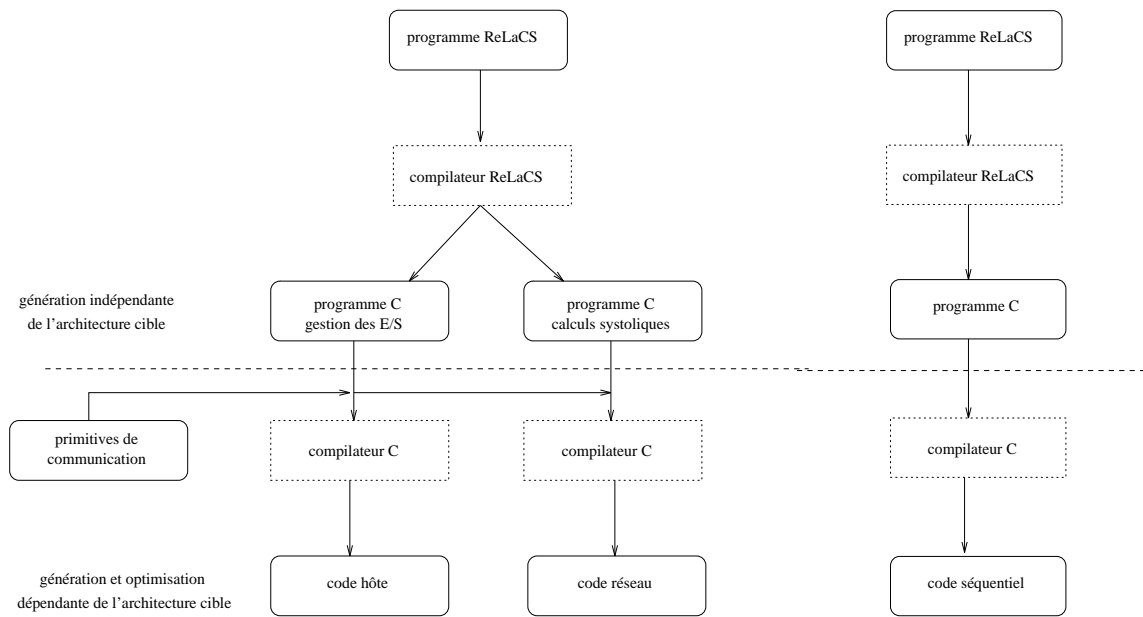 programme ReLaCS
programme ReLaCS
compilateur ReLaCS
compilateur ReLaCS
génération indépendante
de l'architecture cible
programme C
gestion des E/S
programme C
calculs systoliques
programme C
primitives de
communication
compilateur C
compilateur C
compilateur C
génération et optimisation
dépendante de l'architecture cible
code hôte
code réseau
code séquentiel